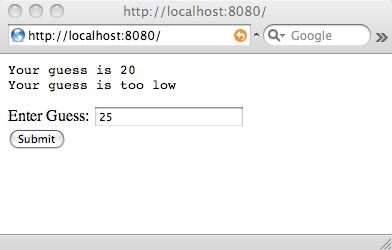 http://localhost:8080/
http://localhost:8080/
Google
Your guess is 20
Your guess is too low
Enter Guess: 25
Submit